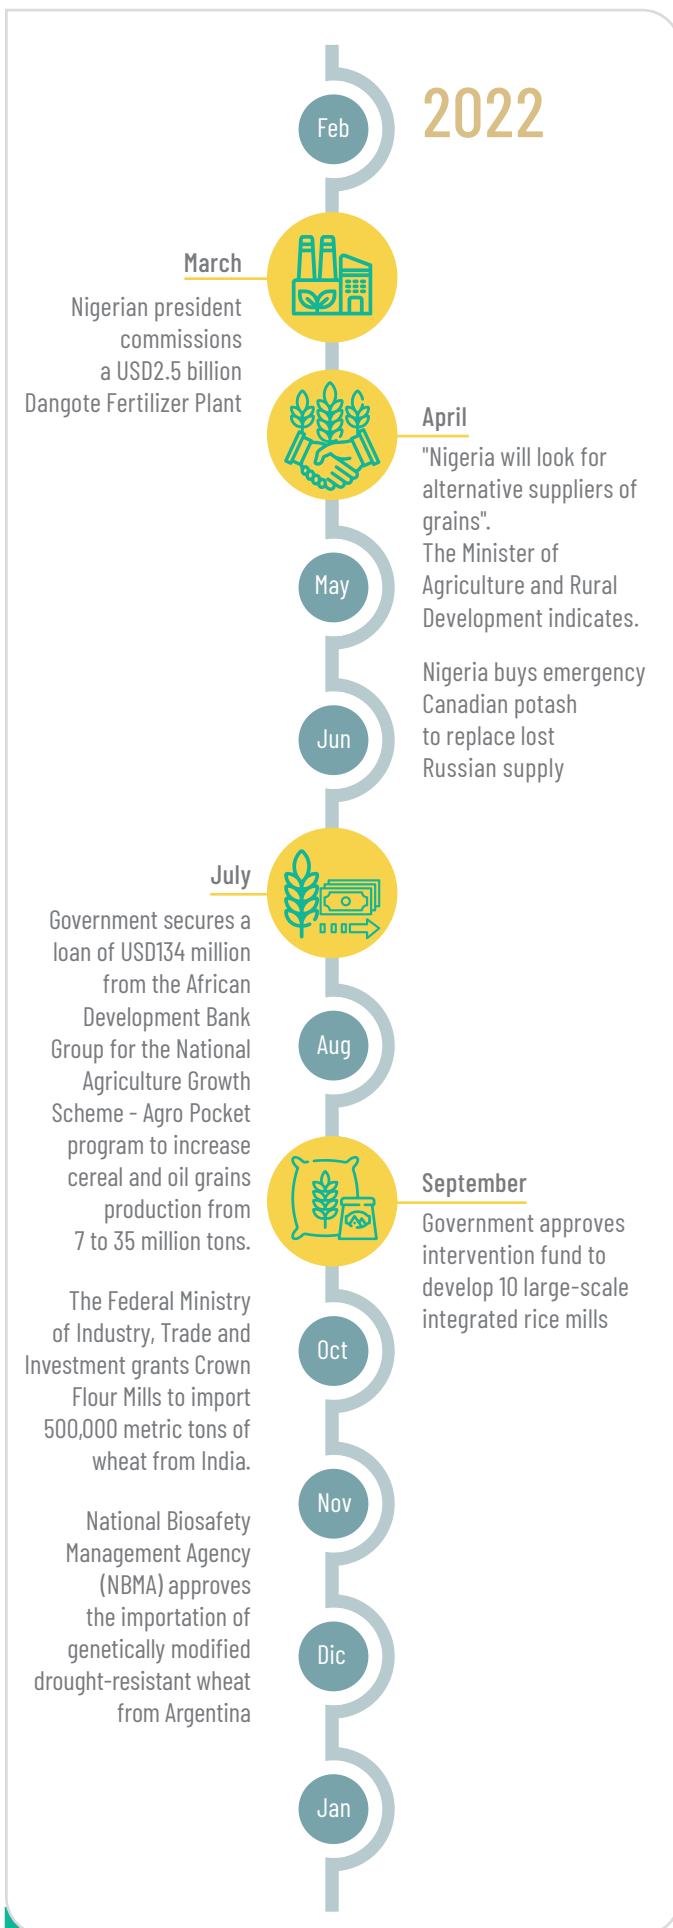 2022
Feb
March
Nigerian president
commissions
a USD2.5 billion
Dangote Fertilizer Plant
April
"Nigeria will look for
alternative suppliers of
grains".
The Minister of
Agriculture and Rural
Development indicates.
Nigeria buys emergency
Canadian potash
to replace lost
Russian supply
May
Jun
July
Government secures a
loan of USD134 million
from the African
Development Bank
Group for the National
Agriculture Growth
Scheme - Agro Pocket
program to increase
cereal and oil grains
production from
7 to 35 million tons.
The Federal Ministry
of Industry, Trade and
Investment grants Crown
Flour Mills to import
500,000 metric tons of
wheat from India.
National Biosafety
Management Agency
(NBMA) approves
the importation of
genetically modified
drought-resistant wheat
from Argentina
Aug
September
Government approves
intervention fund to
develop 10 large-scale
integrated rice mills
Oct
Nov
Dic
Jan